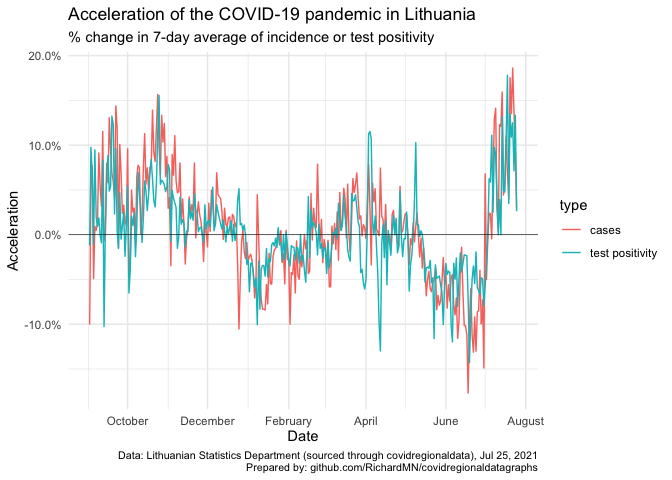 Acceleration of the COVID-19 pandemic in Lithuania
% change in 7-day average of incidence or test positivity
20.0%
10.0%
0.0%
-10.0%
Acceleration
October
December
February
April
June
August
Date
type
cases
test positivity
Data: Lithuanian Statistics Department (sourced through covidregionaldata), Jul 25, 2021
Prepared by: github.com/RichardMN/covidregionaldatagraphs